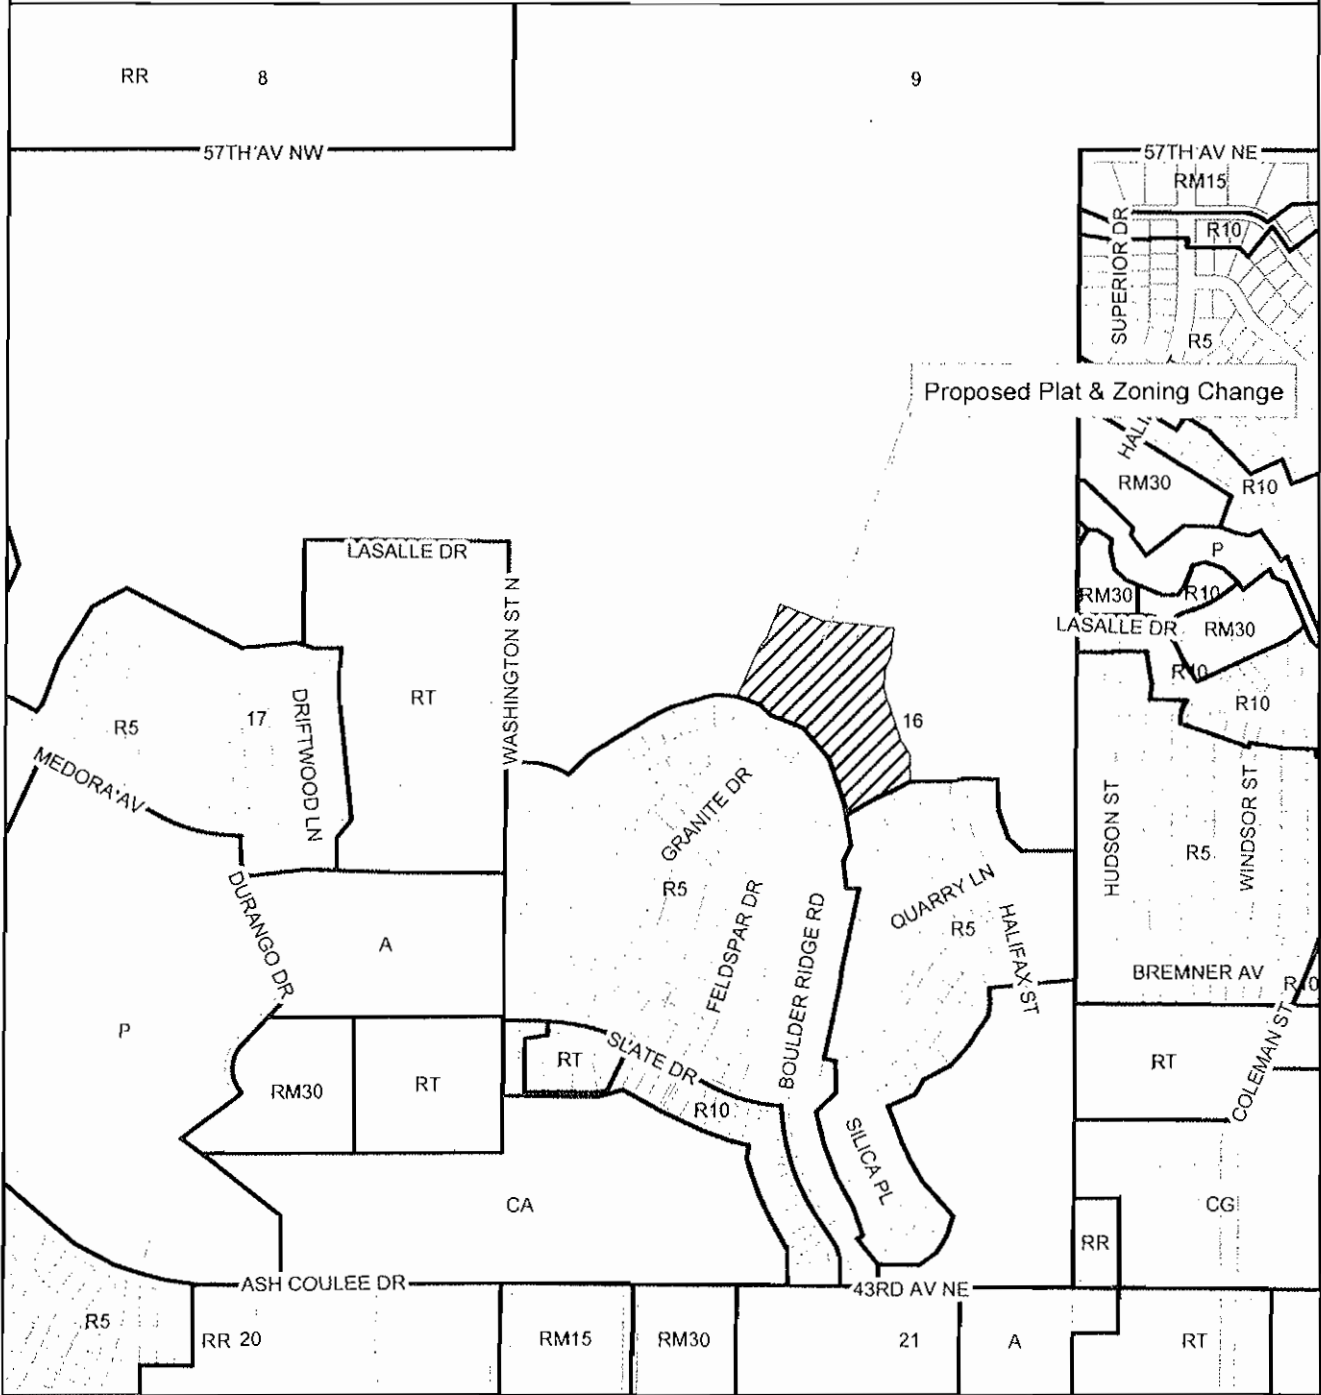 RR
8
9
57TH AV NW
57TH AV NE
RM15
R10
SUPERIOR DR
R5
Proposed Plat & Zoning Change
RM30
R10
P
LASALLE DR
RM30
R10
LASALLE DR
RM30
R10
R10
WASHINGTON ST N
RT
R5
17
DRIFTWOOD LN
16
MEDORA AV
GRANITE DR
R5
HUDSON ST
R5
WINDSOR ST
FELDSPAR DR
BOULDER RIDGE RD
QUARRY LN
R5
HALIFAX ST
DURANGO DR
A
BREMNER AV
R10
P
RM30
RT
RT
SLATE DR
R10
RT
COLEMAN ST
SILICA PL
CA
CG
RR
ASH COULEE DR
43RD AV NE
R5
RR 20
RM15
RM30
21
A
RT